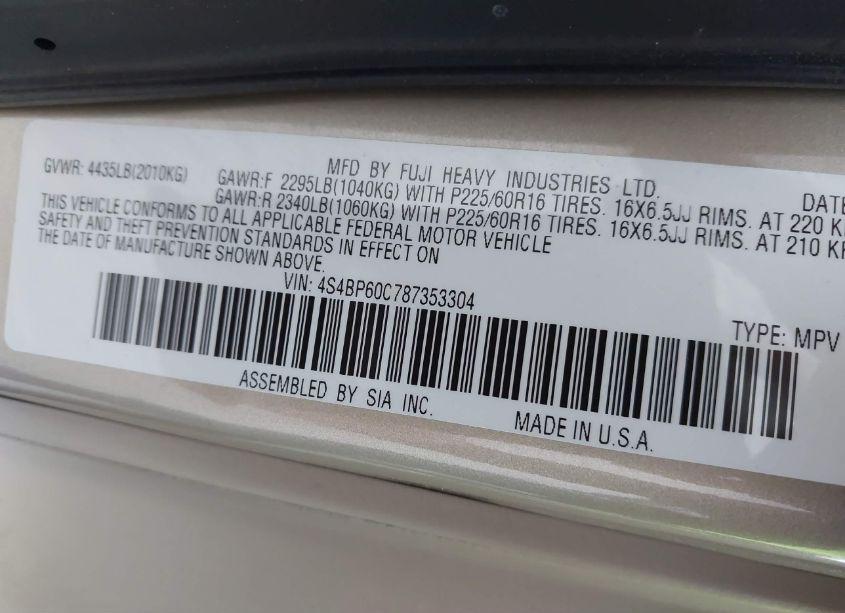 MFD BY FUJI HEAVY INDUSTRIES LTD. DATE
GVWR: 4435LB(2010KG) GAWR:F 2295LB(1040KG) WITH P225/60R16 TIRES. 16X6.5JJ RIMS. AT 220 KP
GAWR:R 2340LB(1060KG) WITH P225/60R16 TIRES. 16X6.5JJ RIMS. AT 210 KP
THIS VEHICLE CONFORMS TO ALL APPLICABLE FEDERAL MOTOR VEHICLE
SAFETY AND THEFT PREVENTION STANDARDS IN EFFECT ON
THE DATE OF MANUFACTURE SHOWN ABOVE.
VIN: 4S4BP60C787353304
TYPE: MPV
ASSEMBLED BY SIA INC.
MADE IN U.S.A.